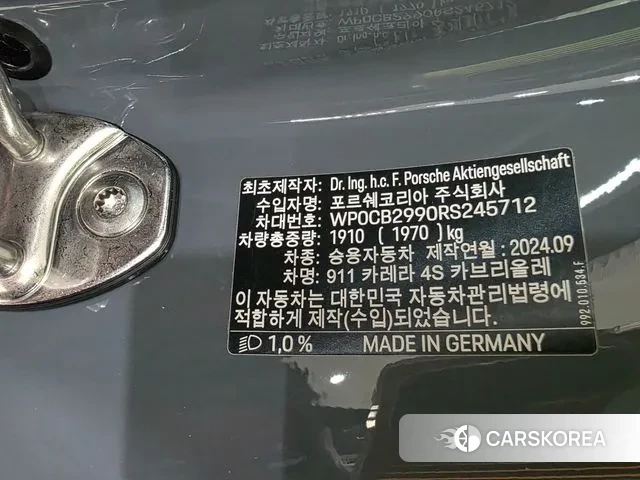 최초제작자: Dr. Ing. h.c. F. Porsche Aktiengesellschaft
수입자명: 포르쉐코리아 주식회사
차대번호: WP0CB2990RS245712
차량총중량: 1910 ( 1970 ) kg
차종: 승용자동차 제작연월: 2024.09
차명: 911 카레라 4S 카브리올레
이 자동차는 대한민국 자동차관리법령에
적합하게 제작(수입)되었습니다.
1,0% MADE IN GERMANY
992.010.534.F
CARSKOREA